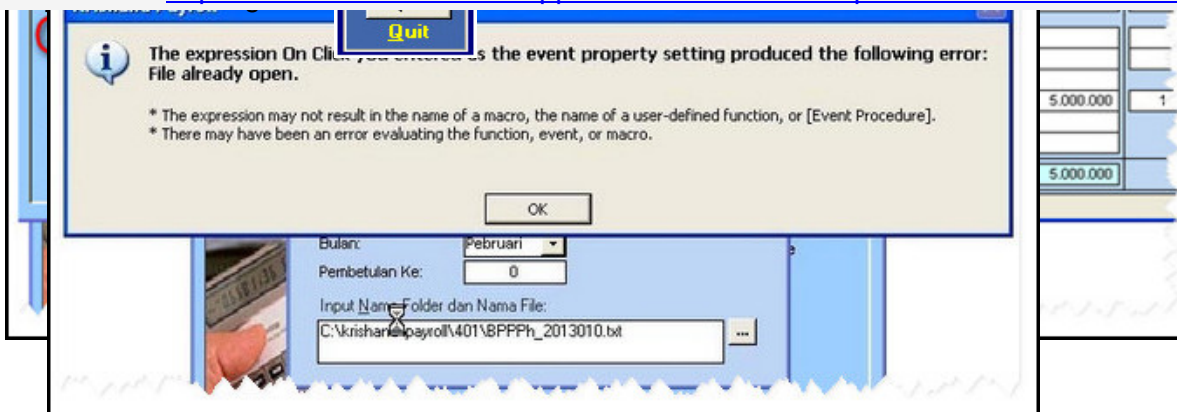 Quit
The expression On Click you entered as the event property setting produced the following error:
File already open.
* The expression may not result in the name of a macro, the name of a user-defined function, or [Event Procedure].
* There may have been an error evaluating the function, event, or macro.
5.000.000 1
5.000.000
OK
Bulan: Pebruari
Pembetulan Ke: 0
Input Name Folder dan Nama File:
C:\krishand payroll\401\BPPPh_2013010.txt
...